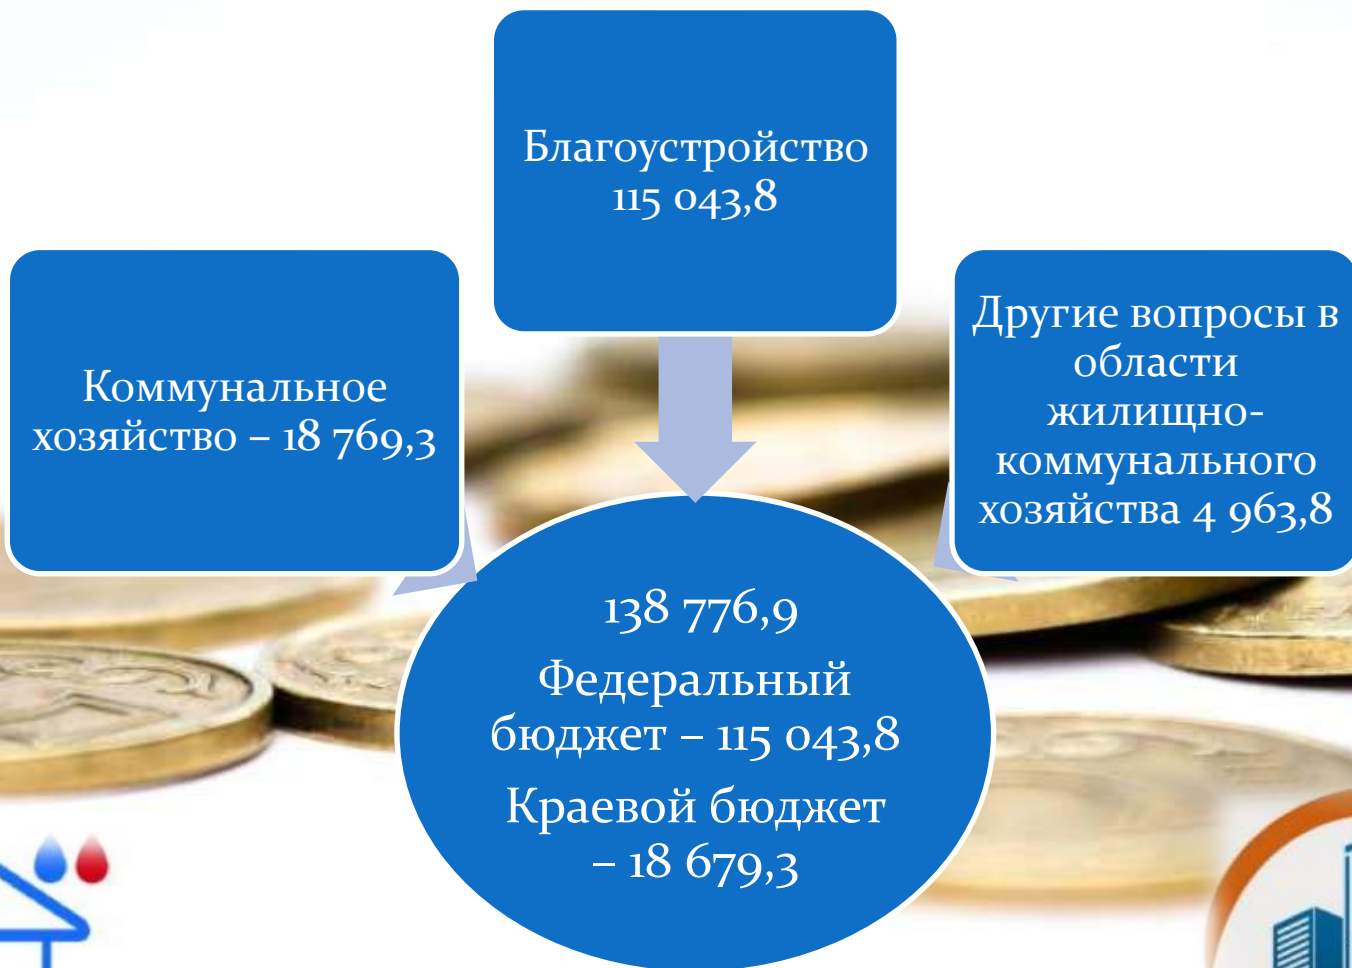 Благоустройство
115 043,8
Коммунальное
хозяйство – 18 769,3
Другие вопросы в
области
жилищно-
коммунального
хозяйства 4 963,8
138 776,9
Федеральный
бюджет – 115 043,8
Краевой бюджет
– 18 679,3